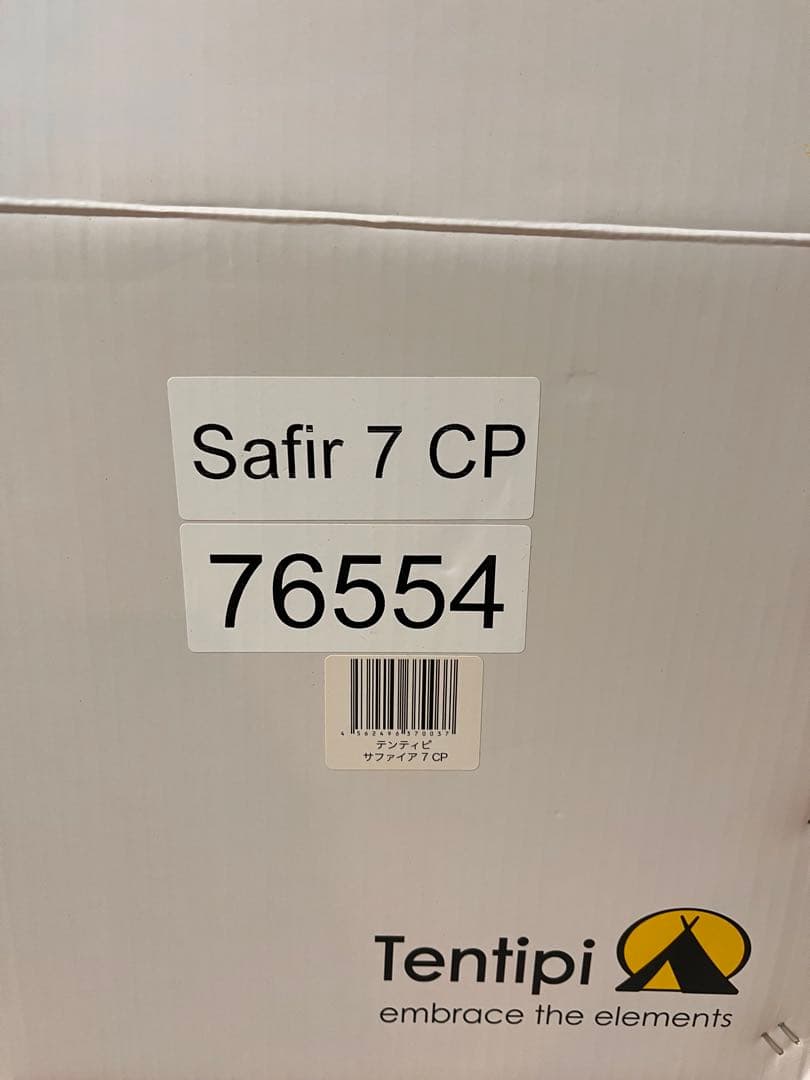 Safir 7 CP
76554
4 562496 370037
テンティピ
サファイア 7 CP
Tentipi
embrace the elements